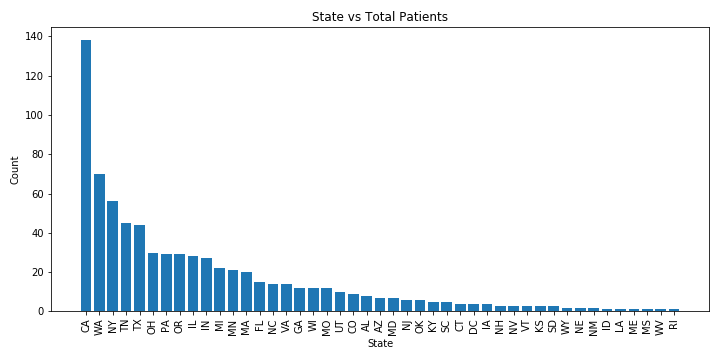 State vs Total Patients
140
120
100
80
60
40
20
0
Count
CA WA NY TN TX OH PA OR IL IN MI MN MA FL NC VA GA WI MO UT CO AL AZ MD NJ OK KY SC CT DC IA NH NV VT KS SD WY NE NM ID LA ME MS WV RI
State